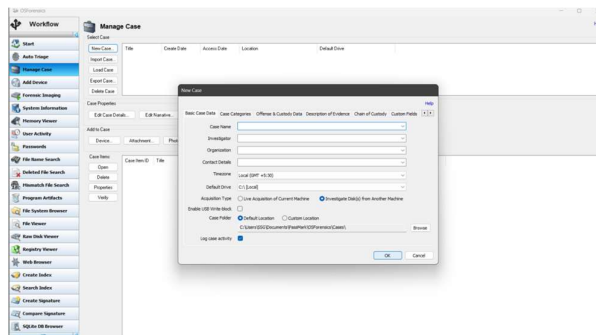 OSForensics
Workflow
Manage Case
Select Case
Start
Auto Triage
Manage Case
Add Device
Forensic Imaging
System Information
Memory Viewer
User Activity
Passwords
File Name Search
Deleted File Search
Mismatch File Search
Program Artifacts
File System Browser
File Viewer
Raw Disk Viewer
Registry Viewer
Web Browser
Create Index
Search Index
Create Signature
Compare Signature
SQLite DB Browser
New Case...
Import Case...
Load Case
Export Case...
Delete Case
Title Create Date Access Date Location Default Drive
Case Properties
Edit Case Details... Edit Narrative...
Add to Case
Device... Attachment...
Case Items
Open
Delete
Properties
Verify
Case Item ID Title
New Case
Help
Basic Case Data Case Categories Offense & Custody Data Description of Evidence Chain of Custody Custom Fields
Case Name
Investigator
Organization
Contact Details
Timezone Local (GMT +5:30)
Default Drive C:\ [Local]
Acquisition Type Live Acquisition of Current Machine Investigate Disk(s) from Another Machine
Enable USB Write-block
Case Folder Default Location Custom Location
Browse
Log case activity
OK Cancel